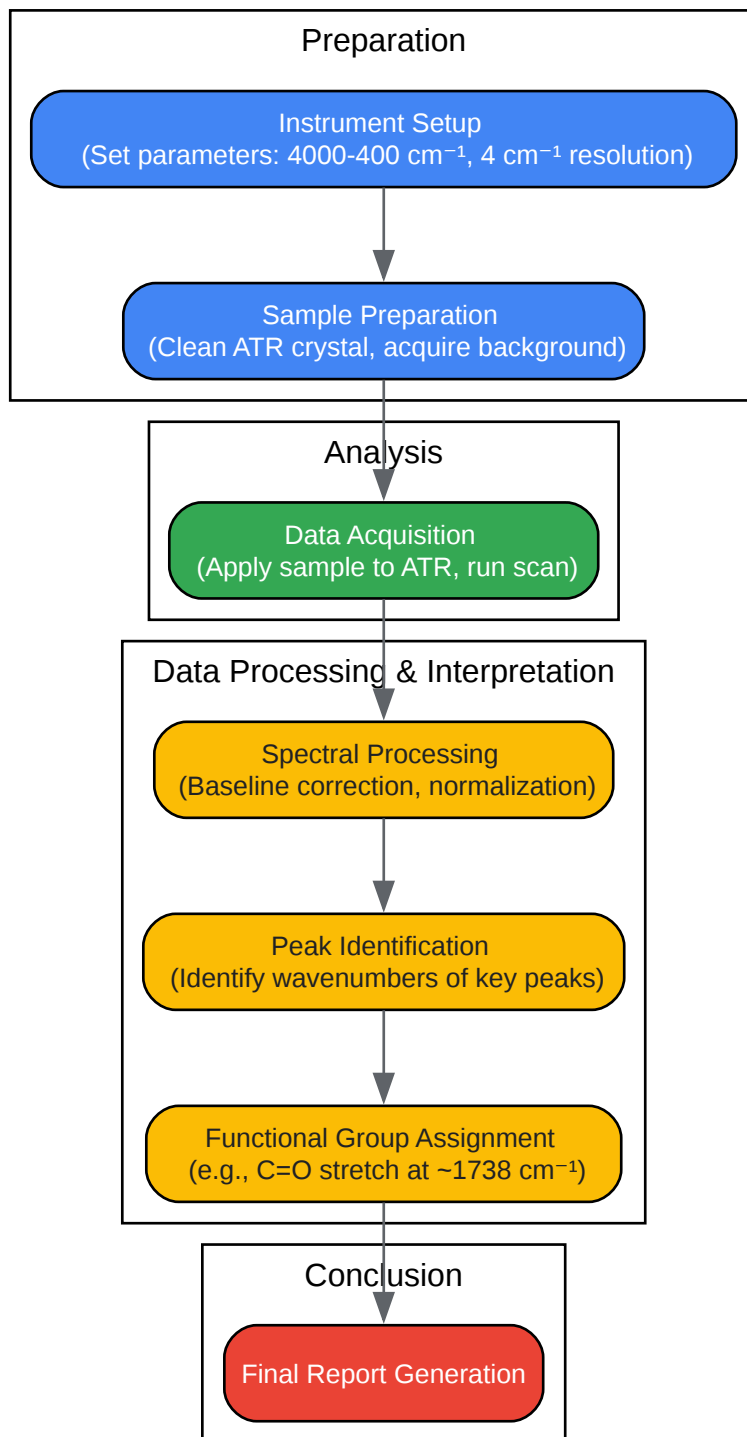 Preparation
Instrument Setup
(Set parameters: 4000-400 cm⁻¹, 4 cm⁻¹ resolution)
Sample Preparation
(Clean ATR crystal, acquire background)
Analysis
Data Acquisition
(Apply sample to ATR, run scan)
Data Processing & Interpretation
Spectral Processing
(Baseline correction, normalization)
Peak Identification
(Identify wavenumbers of key peaks)
Functional Group Assignment
(e.g., C=O stretch at ~1738 cm⁻¹)
Conclusion
Final Report Generation